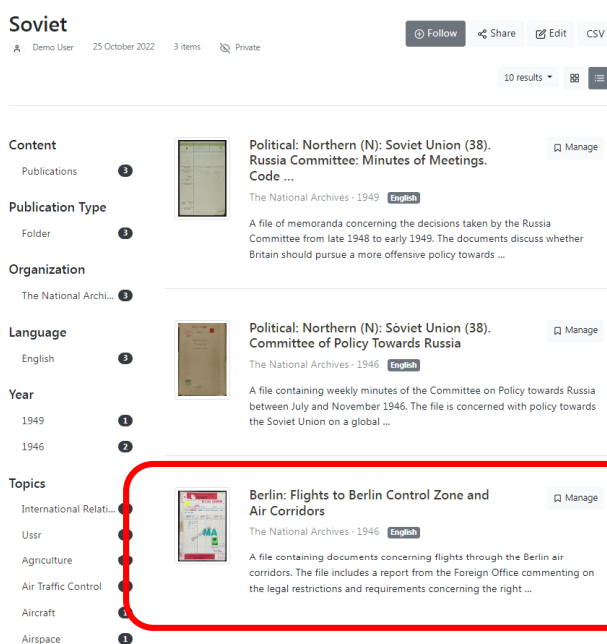 Soviet
Follow Share Edit CSV
Demo User 25 October 2022 3 items Private
10 results
Content
Publications 3
Publication Type
Folder 3
Organization
The National Archi... 3
Language
English 3
Year
1949 1
1946 2
Topics
International Relati...
Ussr
Agriculture
Air Traffic Control
Aircraft
Airspace 1
Political: Northern (N): Soviet Union (38).
Russia Committee: Minutes of Meetings.
Code ...
Manage
The National Archives · 1949 English
A file of memoranda concerning the decisions taken by the Russia
Committee from late 1948 to early 1949. The documents discuss whether
Britain should pursue a more offensive policy towards ...
Political: Northern (N): Soviet Union (38).
Committee of Policy Towards Russia
Manage
The National Archives · 1946 English
A file containing weekly minutes of the Committee on Policy towards Russia
between July and November 1946. The file is concerned with policy towards
the Soviet Union on a global ...
Berlin: Flights to Berlin Control Zone and
Air Corridors
Manage
The National Archives · 1946 English
A file containing documents concerning flights through the Berlin air
corridors. The file includes a report from the Foreign Office commenting on
the legal restrictions and requirements concerning the right ...